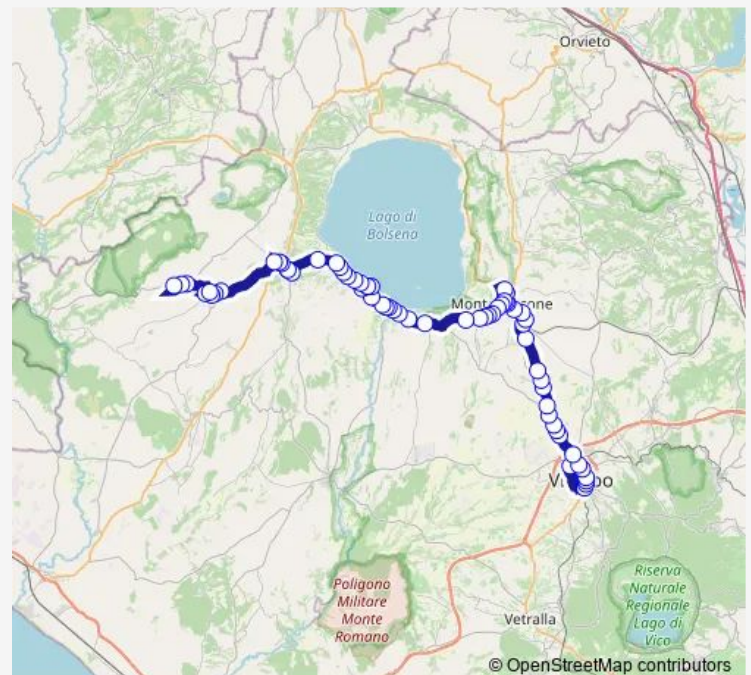 Orvieto
Lago di
Bolsena
Poligono
Militare
Monte
Romano
Riserva
Naturale
Regionale
Lago di
Vico
Vetralla
© OpenStreetMap contributors